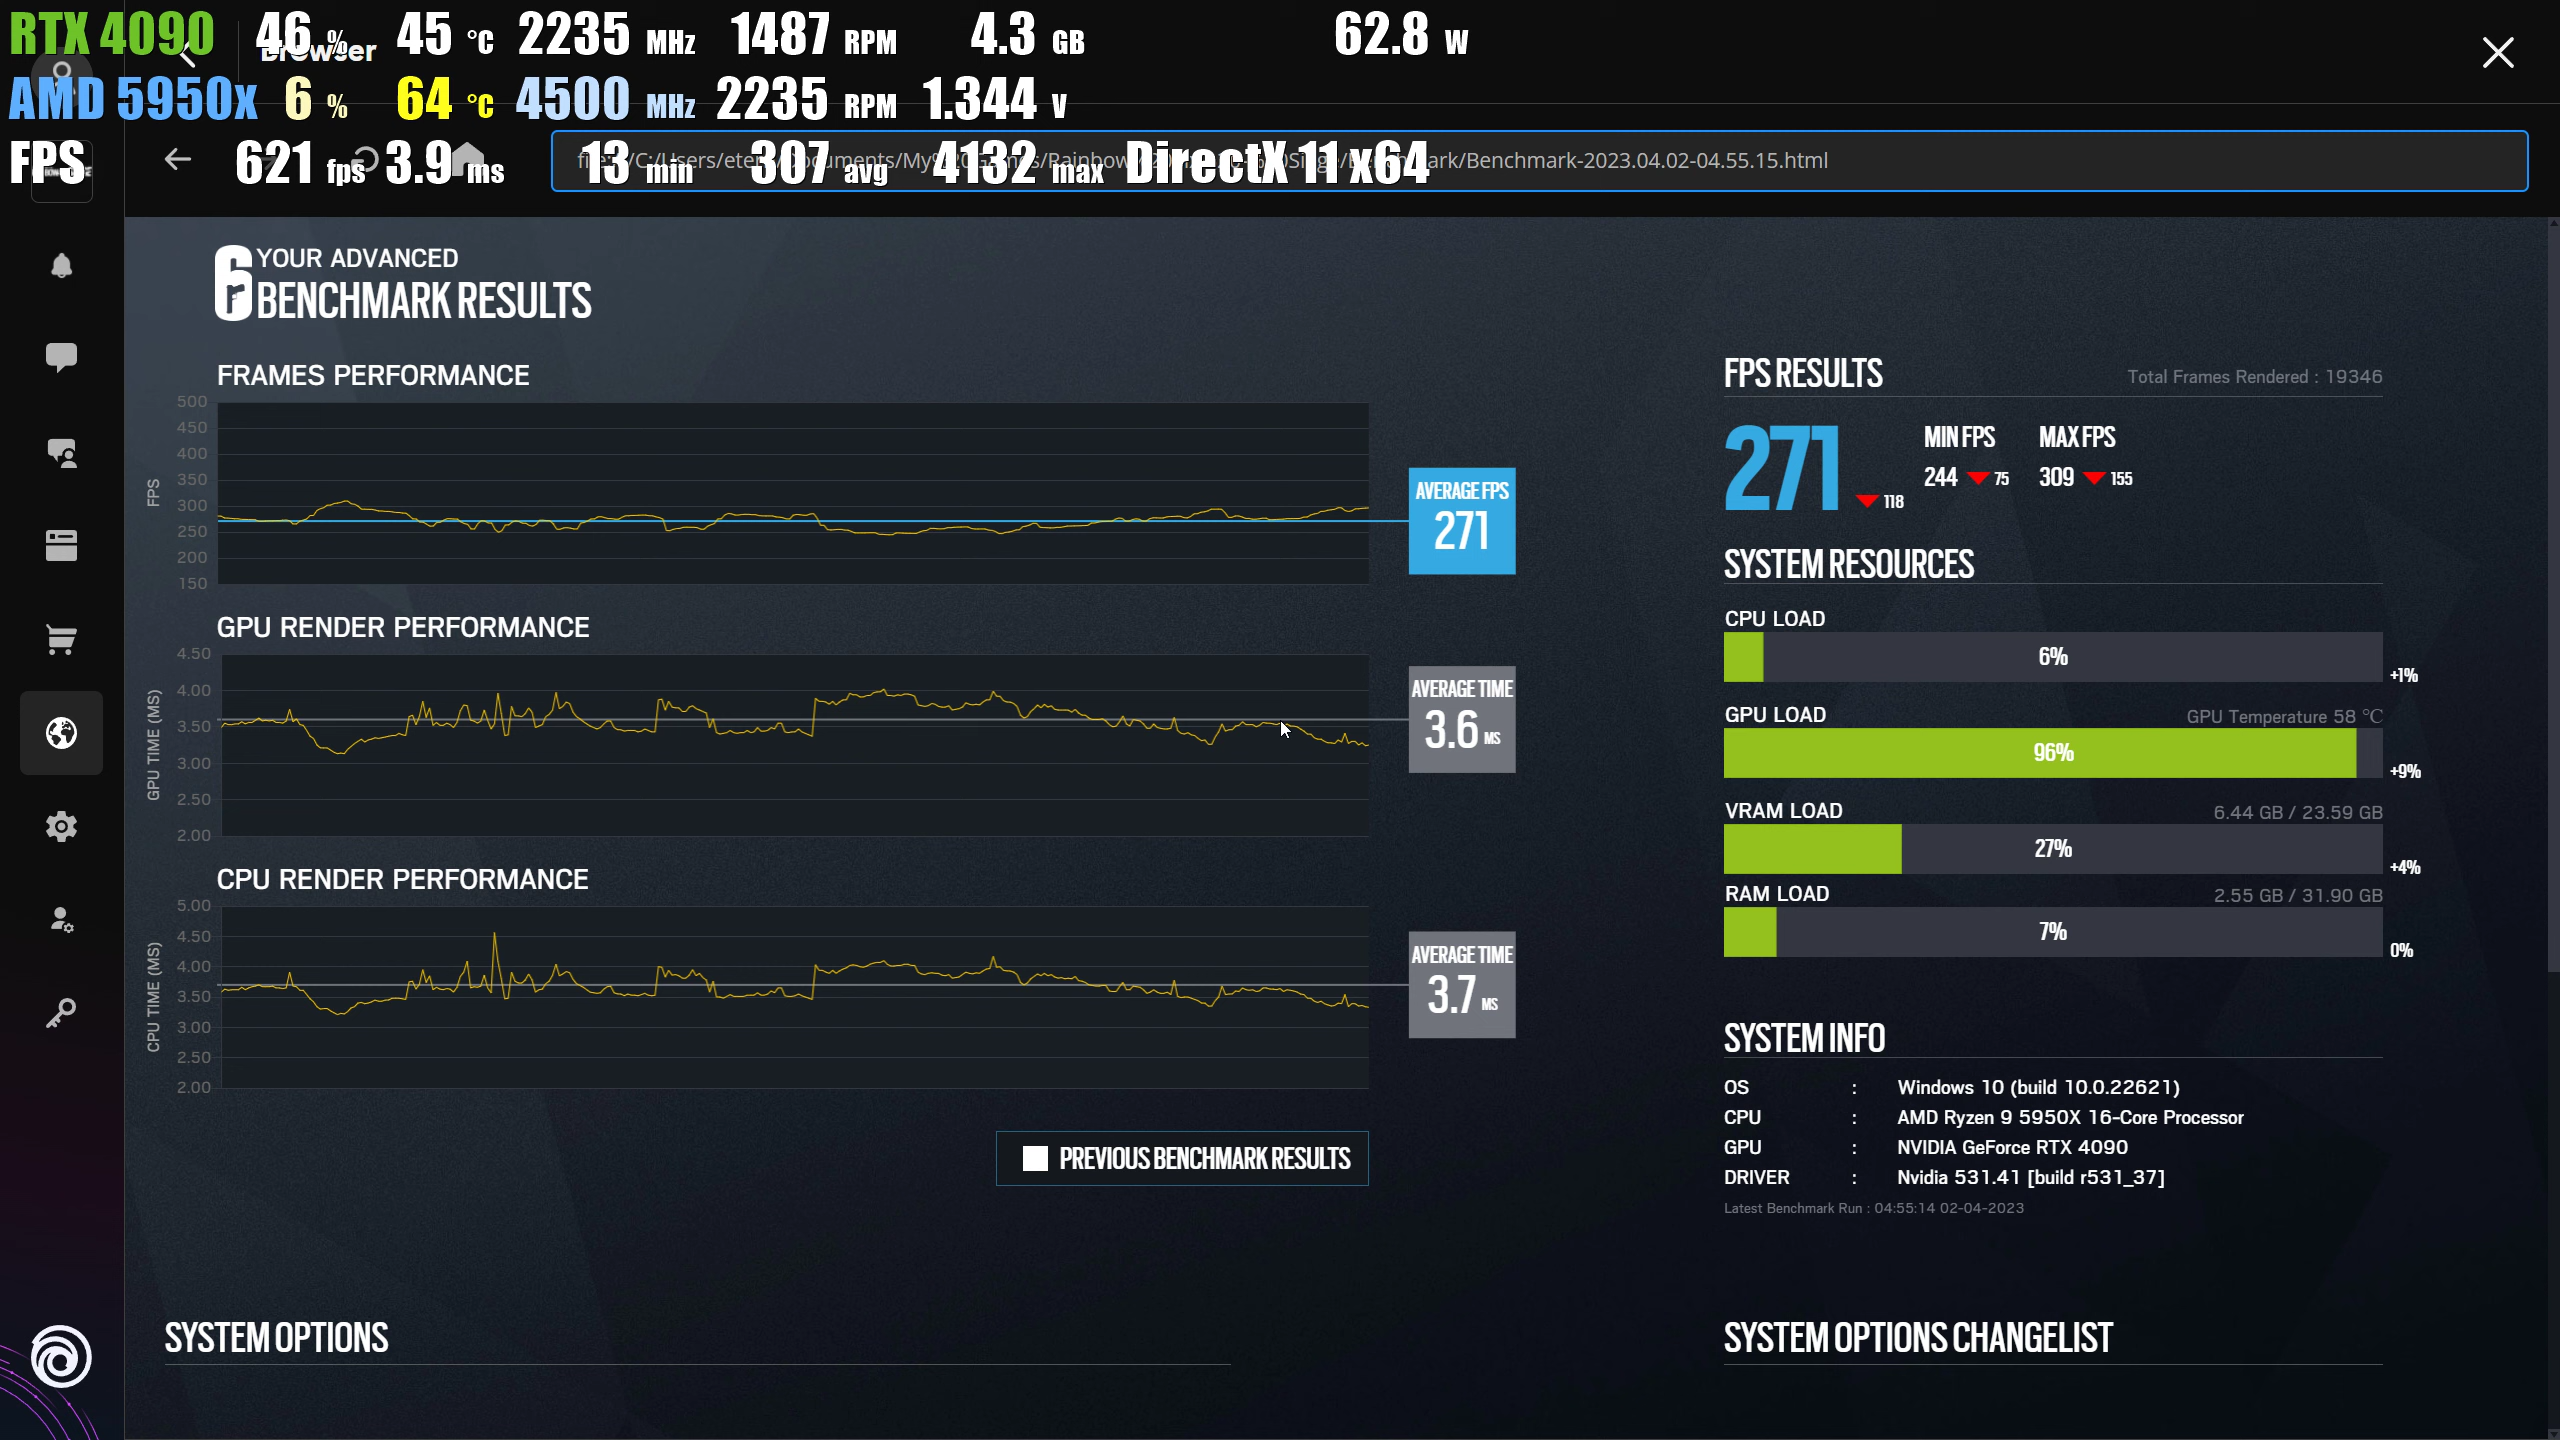 RTX 4090 46 % 45 °C 2235 MHz 1487 RPM 4.3 GB 62.8 W
Browser
AMD 5950x 6 % 64 °C 4500 MHz 2235 RPM 1.344 V
FPS 621 fps 3.9 ms 13 min 307 avg 4132 max DirectX 11 x64
/Benchmark-2023.04.02-04.55.15.html
YOUR ADVANCED
BENCHMARK RESULTS
FRAMES PERFORMANCE
500
450
400
350
300
250
200
150
FPS
AVERAGE FPS
271
GPU RENDER PERFORMANCE
4.50
4.00
3.50
3.00
2.50
2.00
GPU TIME (MS)
AVERAGE TIME
3.6 MS
CPU RENDER PERFORMANCE
5.00
4.50
4.00
3.50
3.00
2.50
2.00
CPU TIME (MS)
AVERAGE TIME
3.7 MS
PREVIOUS BENCHMARK RESULTS
FPS RESULTS Total Frames Rendered : 19346
271 118
MIN FPS MAX FPS
244 75 309 155
SYSTEM RESOURCES
CPU LOAD
6% +1%
GPU LOAD GPU Temperature 58 °C
96% +9%
VRAM LOAD 6.44 GB / 23.59 GB
27% +4%
RAM LOAD 2.55 GB / 31.90 GB
7% 0%
SYSTEM INFO
OS : Windows 10 (build 10.0.22621)
CPU : AMD Ryzen 9 5950X 16-Core Processor
GPU : NVIDIA GeForce RTX 4090
DRIVER : Nvidia 531.41 [build r531_37]
Latest Benchmark Run : 04:55:14 02-04-2023
SYSTEM OPTIONS
SYSTEM OPTIONS CHANGELIST